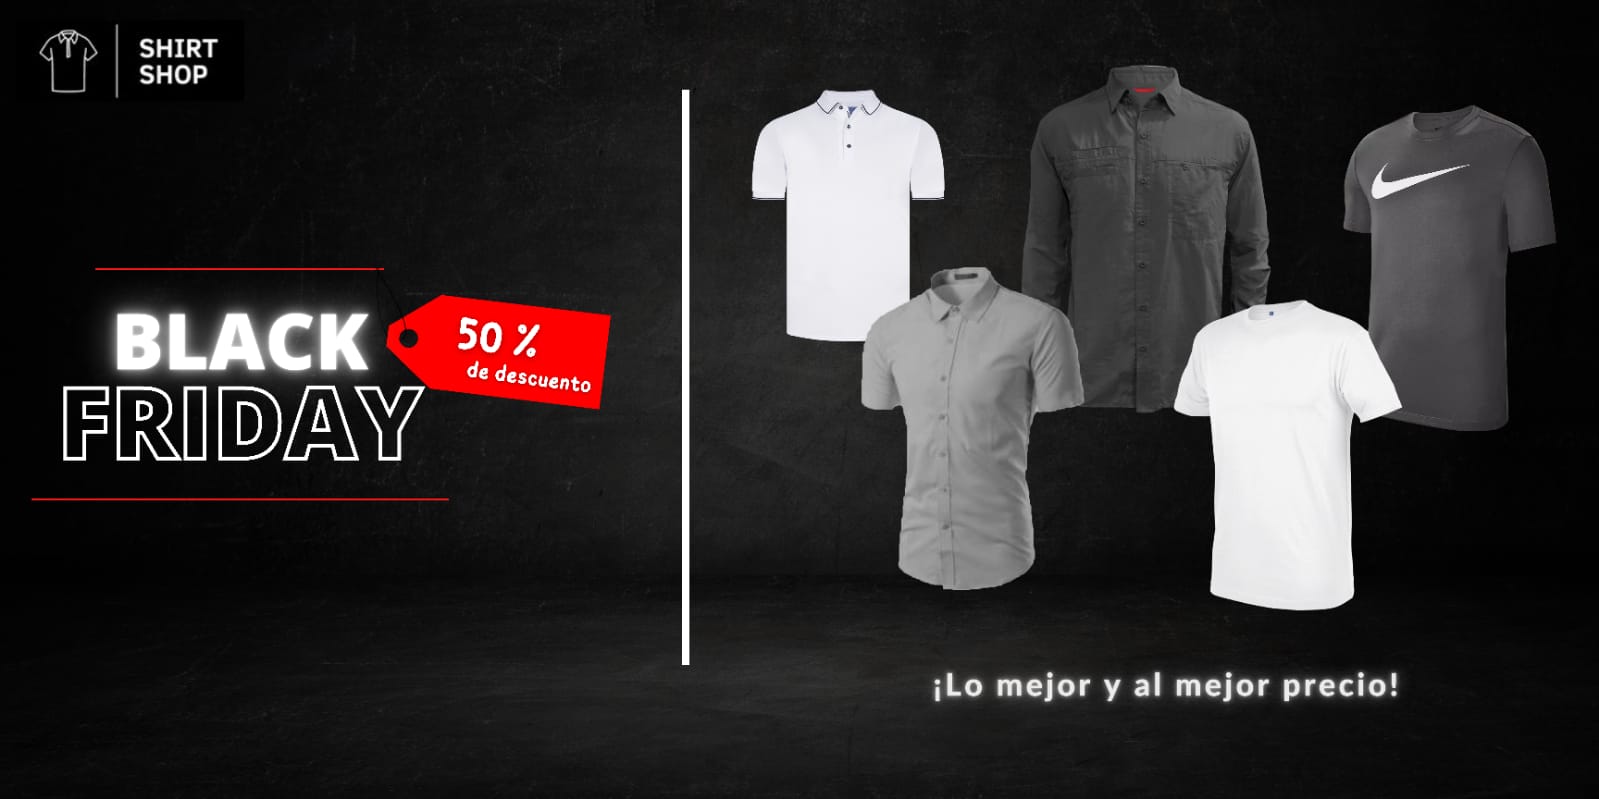 SHIRT
SHOP
BLACK
FRIDAY
50 %
de descuento
¡Lo mejor y al mejor precio!